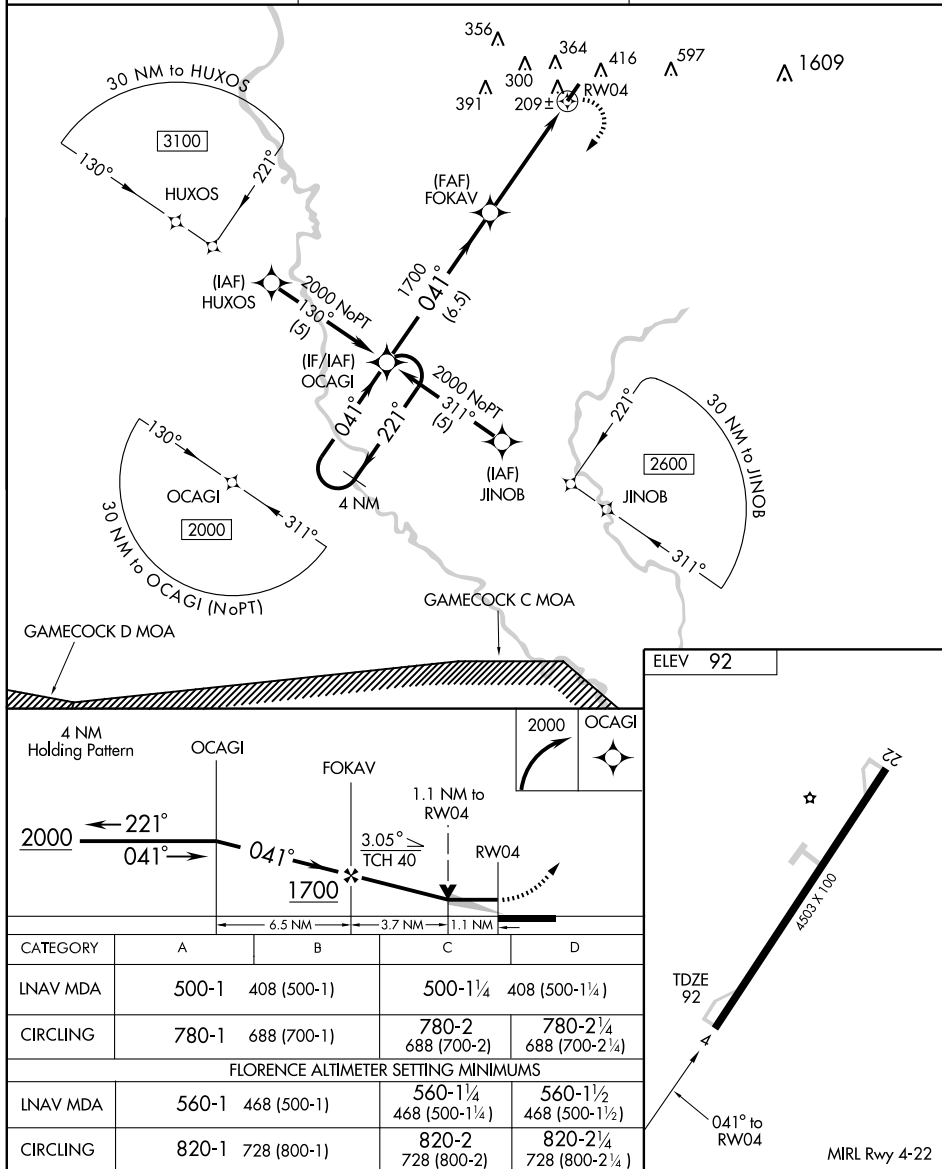 356
364
300
416
597
1609
391
209±
RW04
30 NM to HUXOS
3100
130°
221°
HUXOS
(FAF)
FOKAV
1700
041°
(6.5)
(IAF)
HUXOS
2000 NoPT
130°
(5)
(IF/IAF)
OCAGI
2000 NoPT
311°
(5)
041°
221°
4 NM
(IAF)
JINOB
130°
OCAGI
2000
311°
30 NM to OCAGI (NoPT)
221°
30 NM to JINOB
2600
JINOB
311°
GAMECOCK C MOA
GAMECOCK D MOA
ELEV 92
22
4503 X 100
TDZE
92
4
041° to
RW04
MIRL Rwy 4-22
4 NM
Holding Pattern
OCAGI
FOKAV
2000
OCAGI
1.1 NM to
RW04
2000
221°
041°
041°
1700
3.05°
TCH 40
RW04
6.5 NM
3.7 NM
1.1 NM
CATEGORY A B C D
LNAV MDA 500-1 408 (500-1) 500-1¼ 408 (500-1¼)
CIRCLING 780-1 688 (700-1) 780-2 780-2¼
688 (700-2) 688 (700-2¼)
FLORENCE ALTIMETER SETTING MINIMUMS
LNAV MDA 560-1 468 (500-1) 560-1¼ 560-1½
468 (500-1¼) 468 (500-1½)
CIRCLING 820-1 728 (800-1) 820-2 820-2¼
728 (800-2) 728 (800-2¼)